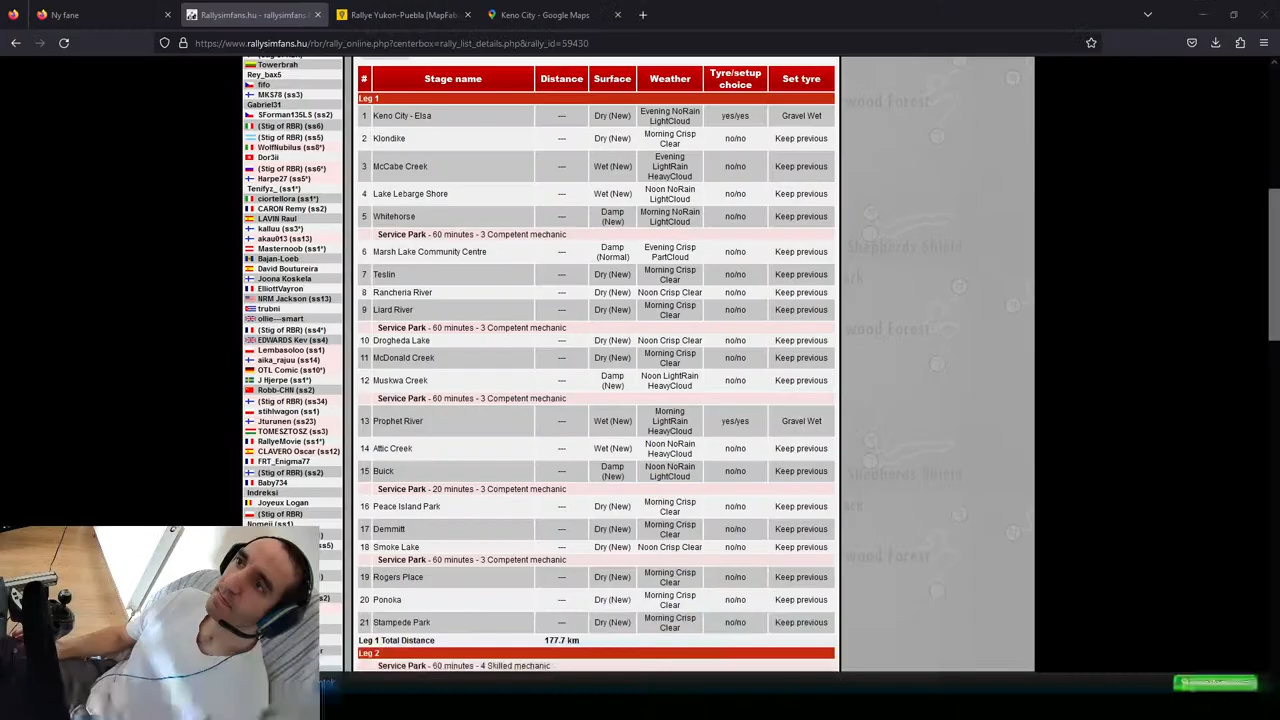 Ny fane
Rallysimfans.hu - rallysimfans
Rallye Yukon-Puebla [MapFab
Keno City - Google Maps
https://www.rallysimfans.hu/rbr/rally_online.php?centerbox=rally_list_details.php&rally_id=59430
Towerbrah
Rey_bax5
fifo
MKS78 (ss3)
Gabriel31
SForman135LS (ss2)
(Stig of RBR) (ss6)
(Stig of RBR) (ss5)
WolfNubilus (ss8*)
Dor3ii
(Stig of RBR) (ss6*)
Harpe27 (ss5*)
Tenifyz_ (ss1*)
ciortellora (ss1*)
CARON Remy (ss2)
LAVIN Raul
kalluu (ss3*)
akau013 (ss13)
Masternoob (ss1*)
Bajan-Loeb
David Boutureira
Joona Koskela
ElliottVayron
NRM Jackson (ss13)
trubni
ollie---smart
(Stig of RBR) (ss4*)
EDWARDS Kev (ss4)
Lembasoloo (ss1)
aika_rajuu (ss14)
OTL Comic (ss10*)
J Hjerpe (ss1*)
Robb-CHN (ss2)
(Stig of RBR) (ss34)
stihlwagon (ss1)
Jturunen (ss23)
TOMESZTOSZ (ss3)
RallyeMovie (ss1*)
CLAVERO Oscar (ss12)
FRT_Enigma77
(Stig of RBR) (ss2)
Baby734
Indreksi
Joyeux Logan
(Stig of RBR)
Nomeji (ss1)
# Stage name Distance Surface Weather Tyre/setup choice Set tyre
Leg 1
1 Keno City - Elsa --- Dry (New) Evening NoRain LightCloud yes/yes Gravel Wet
2 Klondike --- Dry (New) Morning Crisp Clear no/no Keep previous
3 McCabe Creek --- Wet (New) Evening LightRain HeavyCloud no/no Keep previous
4 Lake Lebarge Shore --- Wet (New) Noon NoRain LightCloud no/no Keep previous
5 Whitehorse --- Damp (New) Morning NoRain LightCloud no/no Keep previous
Service Park - 60 minutes - 3 Competent mechanic
6 Marsh Lake Community Centre --- Damp (Normal) Evening Crisp PartCloud no/no Keep previous
7 Teslin --- Dry (New) Morning Crisp Clear no/no Keep previous
8 Rancheria River --- Dry (New) Noon Crisp Clear no/no Keep previous
9 Liard River --- Dry (New) Morning Crisp Clear no/no Keep previous
Service Park - 60 minutes - 3 Competent mechanic
10 Drogheda Lake --- Dry (New) Noon Crisp Clear no/no Keep previous
11 McDonald Creek --- Dry (New) Morning Crisp Clear no/no Keep previous
12 Muskwa Creek --- Damp (New) Noon LightRain HeavyCloud no/no Keep previous
Service Park - 60 minutes - 3 Competent mechanic
13 Prophet River --- Wet (New) Morning LightRain HeavyCloud yes/yes Gravel Wet
14 Attic Creek --- Wet (New) Noon NoRain HeavyCloud no/no Keep previous
15 Buick --- Damp (New) Noon NoRain LightCloud no/no Keep previous
Service Park - 20 minutes - 3 Competent mechanic
16 Peace Island Park --- Dry (New) Morning Crisp Clear no/no Keep previous
17 Demmitt --- Dry (New) Morning Crisp Clear no/no Keep previous
18 Smoke Lake --- Dry (New) Noon Crisp Clear no/no Keep previous
Service Park - 60 minutes - 3 Competent mechanic
19 Rogers Place --- Dry (New) Morning Crisp Clear no/no Keep previous
20 Ponoka --- Dry (New) Morning Crisp Clear no/no Keep previous
21 Stampede Park --- Dry (New) Morning Crisp Clear no/no Keep previous
Leg 1 Total Distance 177.7 km
Leg 2
Service Park - 60 minutes - 4 Skilled mechanic